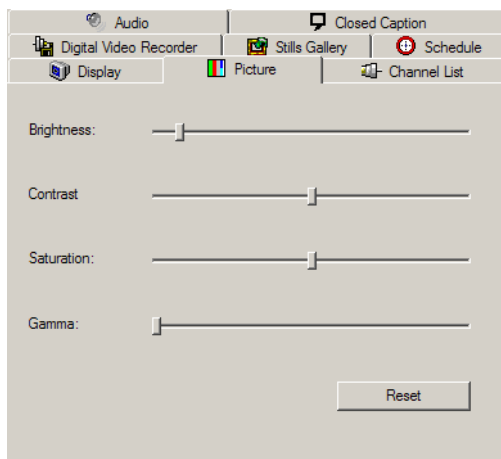 Audio
Closed Caption
Digital Video Recorder
Stills Gallery
Schedule
Display
Picture
Channel List
Brightness:
Contrast
Saturation:
Gamma:
Reset